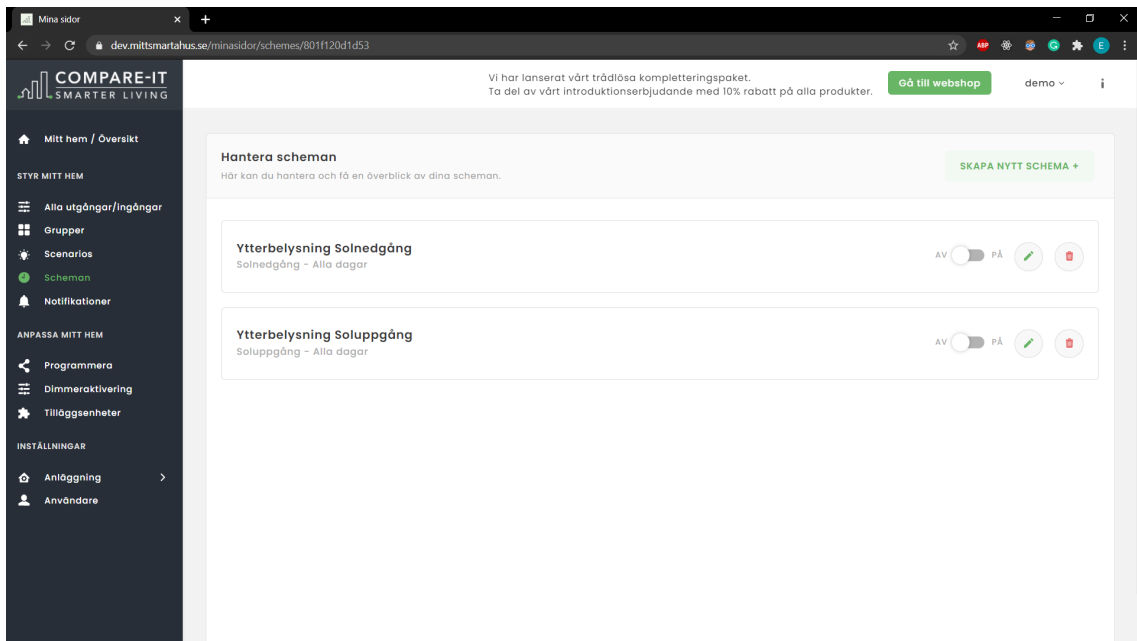 Mina sidor
dev.mittsmartahus.se/minasidor/schemes/801f120d1d53
ABP
G
E
COMPARE-IT
SMARTER LIVING
Vi har lanserat vårt trådlösa kompletteringspaket.
Ta del av vårt introduktionserbjudande med 10% rabatt på alla produkter.
Gå till webshop
demo
i
Mitt hem / Översikt
STYR MITT HEM
Alla utgångar/ingångar
Grupper
Scenarios
Scheman
Notifikationer
ANPASSA MITT HEM
Programmera
Dimmeraktivering
Tilläggsenheter
INSTÄLLNINGAR
Anläggning
Användare
Hantera scheman
Här kan du hantera och få en överblick av dina scheman.
SKAPA NYTT SCHEMA +
Ytterbelysning Solnedgång
Solnedgång - Alla dagar
AV PÅ
Ytterbelysning Soluppgång
Soluppgång - Alla dagar
AV PÅ